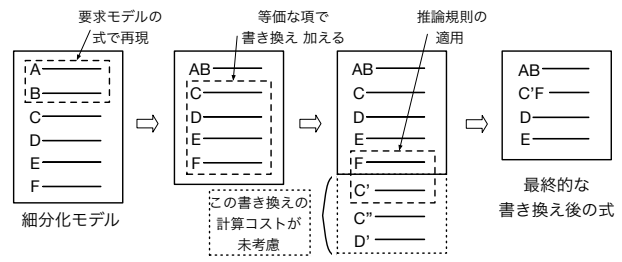 要求モデルの
式で再現
A
B
C
D
E
F
細分化モデル
等価な項で
書き換え 加える
AB
C
D
E
F
この書き換えの
計算コストが
未考慮
推論規則の
適用
AB
C
D
E
F
C'
C"
D'
AB
C'F
D
E
最終的な
書き換え後の式